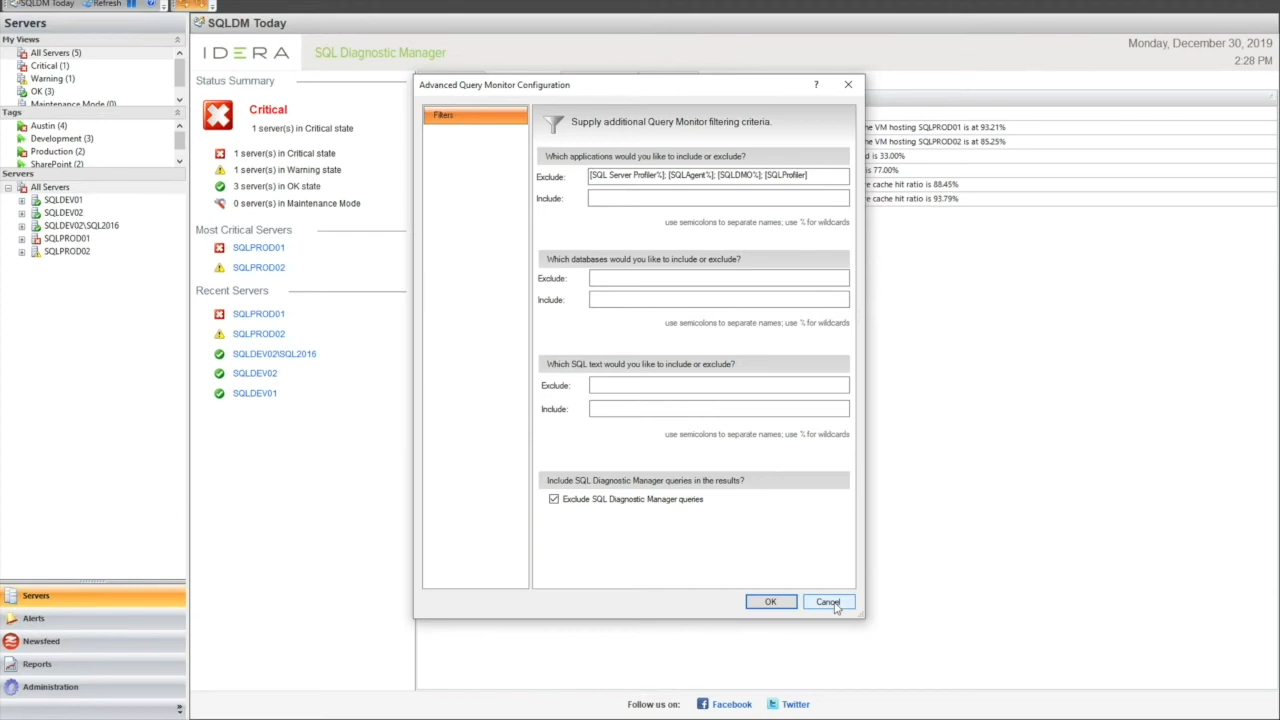 SQLDM Today
Refresh
Servers
My Views
All Servers (5)
Critical (1)
Warning (1)
OK (3)
Maintenance Mode (0)
Tags
Austin (4)
Development (3)
Production (2)
SharePoint (2)
Servers
All Servers
SQLDEV01
SQLDEV02
SQLDEV02\SQL2016
SQLPROD01
SQLPROD02
Servers
Alerts
Newsfeed
Reports
Administration
SQLDM Today
IDERA
SQL Diagnostic Manager
Monday, December 30, 2019
2:28 PM
Status Summary
Critical
1 server(s) in Critical state
1 server(s) in Critical state
1 server(s) in Warning state
3 server(s) in OK state
0 server(s) in Maintenance Mode
Most Critical Servers
SQLPROD01
SQLPROD02
Recent Servers
SQLPROD01
SQLPROD02
SQLDEV02\SQL2016
SQLDEV02
SQLDEV01
Advanced Query Monitor Configuration
?
Filters
Supply additional Query Monitor filtering criteria.
Which applications would you like to include or exclude?
Exclude: [SQL Server Profiler%]; [SQLAgent%]; [SQLDMO%]; [SQLProfiler]
Include:
use semicolons to separate names; use % for wildcards
Which databases would you like to include or exclude?
Exclude:
Include:
use semicolons to separate names; use % for wildcards
Which SQL text would you like to include or exclude?
Exclude:
Include:
use semicolons to separate names; use % for wildcards
Include SQL Diagnostic Manager queries in the results?
Exclude SQL Diagnostic Manager queries
OK
Cancel
he VM hosting SQLPROD01 is at 93.21%
he VM hosting SQLPROD02 is at 85.25%
d is 33.00%
is 77.00%
e cache hit ratio is 88.45%
e cache hit ratio is 93.79%
Follow us on: Facebook Twitter